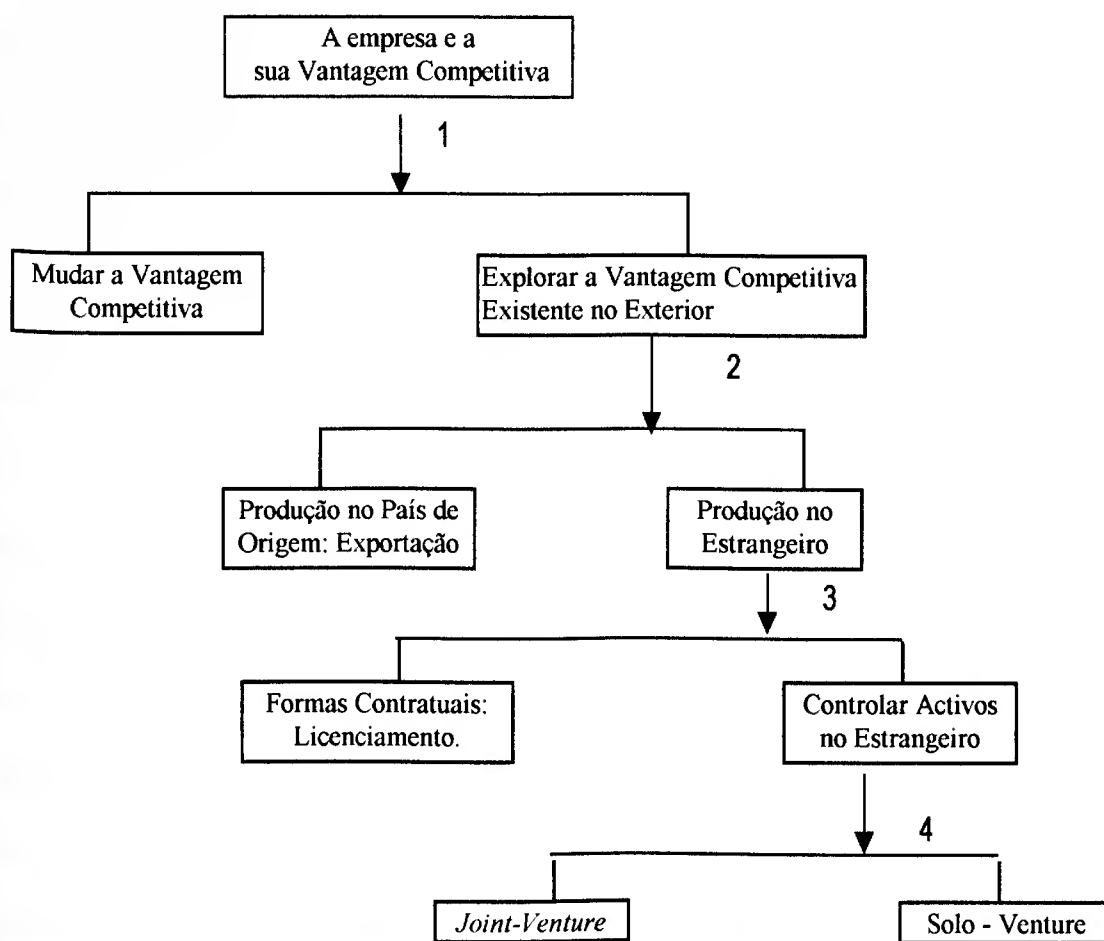 A empresa e a
sua Vantagem Competitiva
1
Mudar a Vantagem
Competitiva
Explorar a Vantagem Competitiva
Existente no Exterior
2
Produção no País de
Origem: Exportação
Produção no
Estrangeiro
3
Formas Contratuais:
Licenciamento.
Controlar Activos
no Estrangeiro
4
Joint-Venture
Solo - Venture